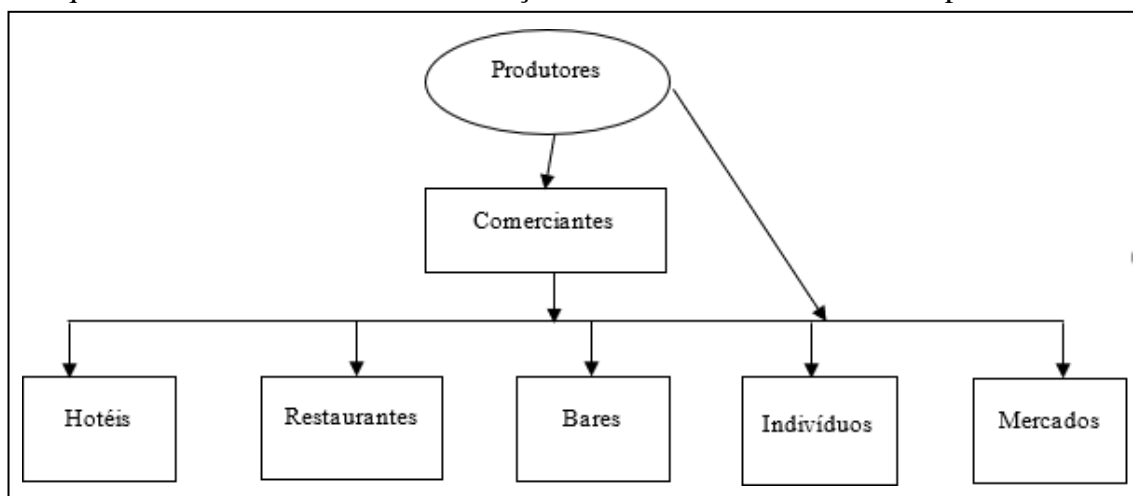 Produtores
Comerciantes
Hotéis
Restaurantes
Bares
Indivíduos
Mercados